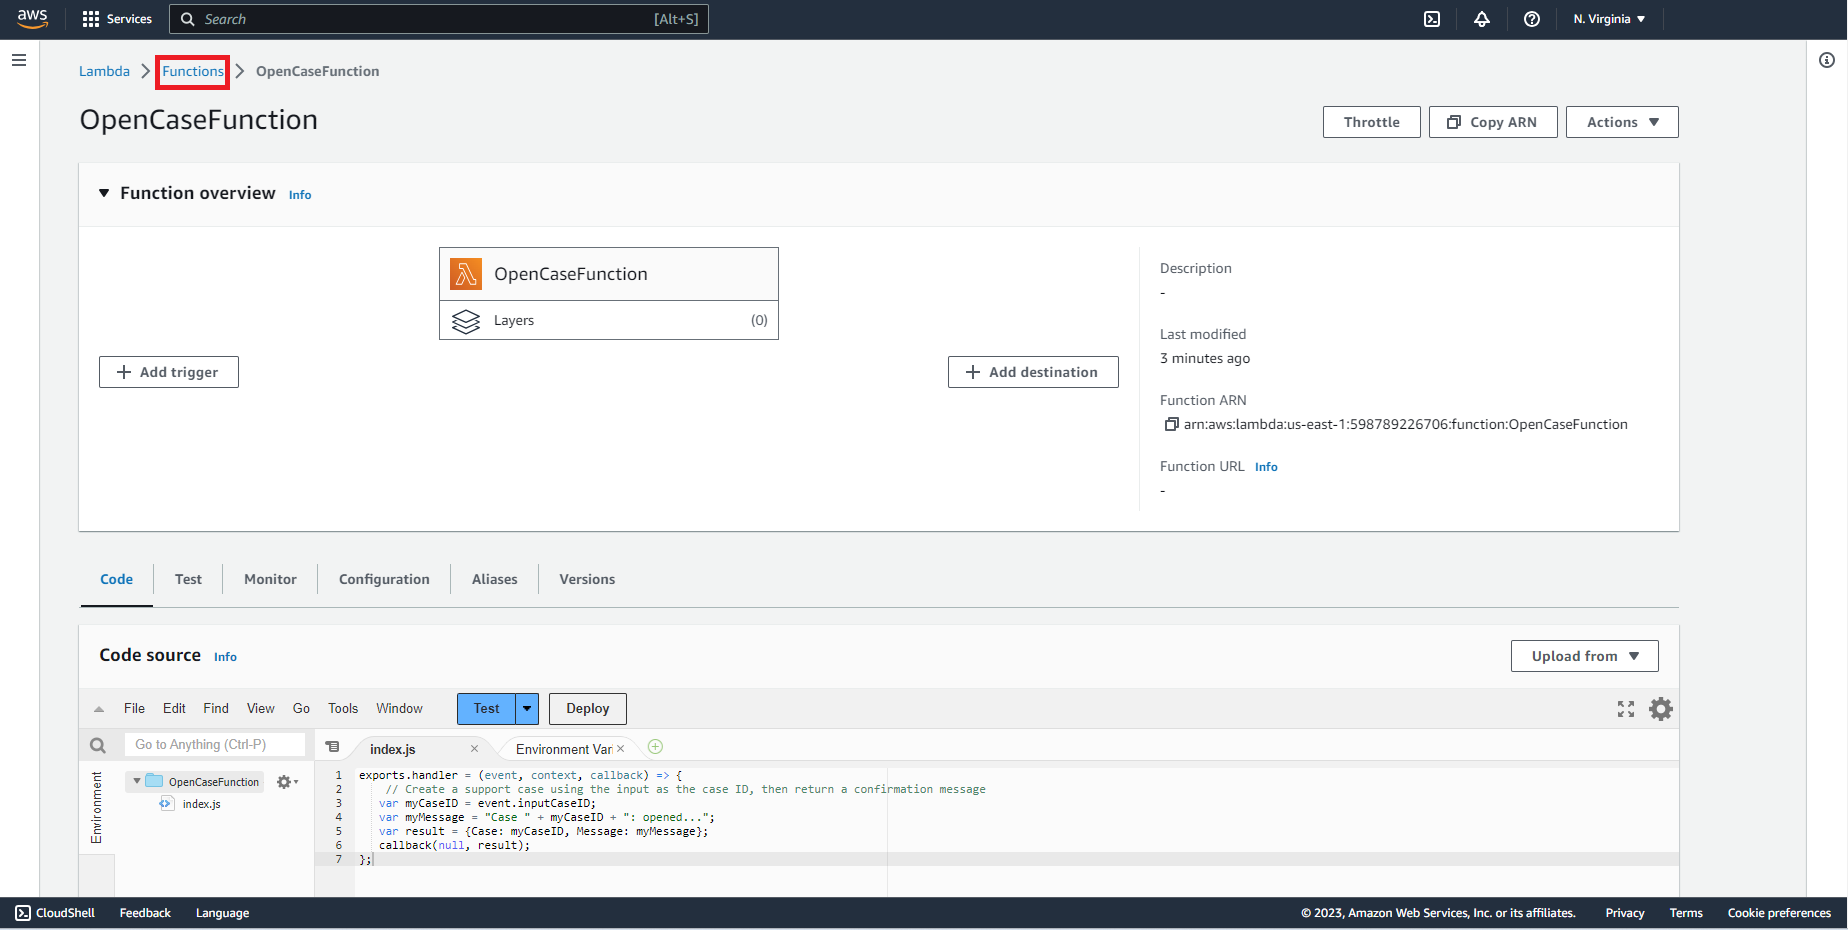 aws Services Search [Alt+S] N. Virginia
Lambda Functions OpenCaseFunction
OpenCaseFunction
Throttle Copy ARN Actions
Function overview Info
OpenCaseFunction
Layers (0)
Add trigger
Add destination
Description
-
Last modified
3 minutes ago
Function ARN
arn:aws:lambda:us-east-1:598789226706:function:OpenCaseFunction
Function URL Info
-
Code Test Monitor Configuration Aliases Versions
Code source Info
Upload from
File Edit Find View Go Tools Window Test Deploy
Go to Anything (Ctrl-P)
index.js Environment Vari
Environment
OpenCaseFunction
index.js
1 exports.handler = (event, context, callback) => {
2 // Create a support case using the input as the case ID, then return a confirmation message
3 var myCaseID = event.inputCaseID;
4 var myMessage = "Case " + myCaseID + ": opened...";
5 var result = {Case: myCaseID, Message: myMessage};
6 callback(null, result);
7 };
CloudShell Feedback Language © 2023, Amazon Web Services, Inc. or its affiliates. Privacy Terms Cookie preferences